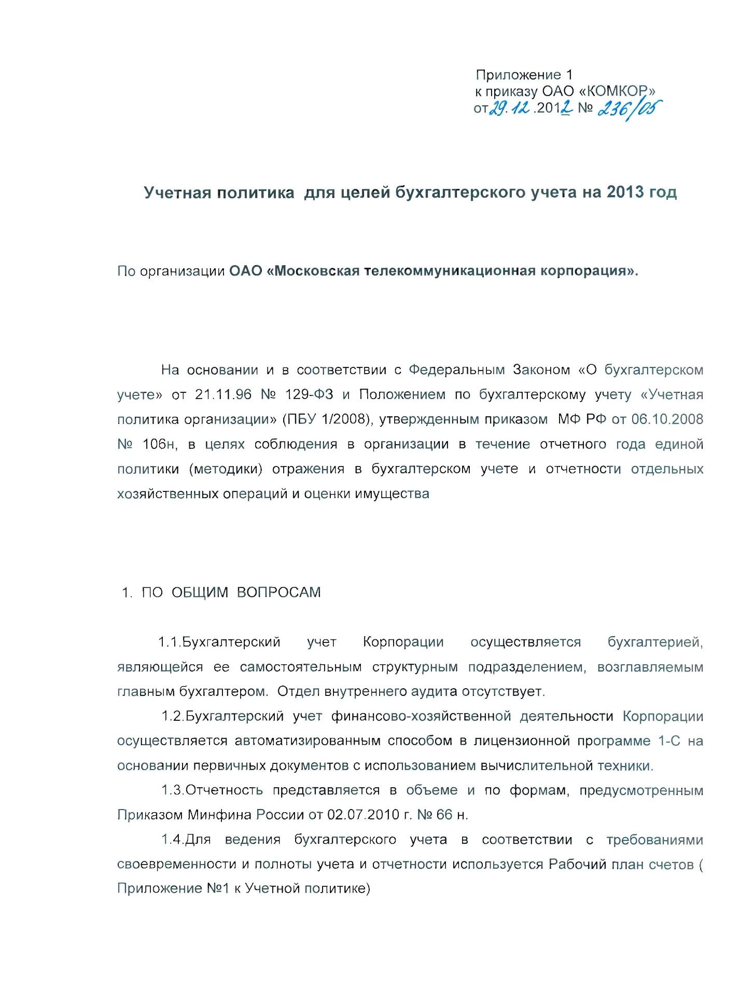 Приложение 1
к приказу ОАО «КОМКОР»
от 29.12.2012 № 236/05
Учетная политика для целей бухгалтерского учета на 2013 год
По организации ОАО «Московская телекоммуникационная корпорация».
На основании и в соответствии с Федеральным Законом «О бухгалтерском
учете» от 21.11.96 № 129-ФЗ и Положением по бухгалтерскому учету «Учетная
политика организации» (ПБУ 1/2008), утвержденным приказом МФ РФ от 06.10.2008
№ 106н, в целях соблюдения в организации в течение отчетного года единой
политики (методики) отражения в бухгалтерском учете и отчетности отдельных
хозяйственных операций и оценки имущества
1. ПО ОБЩИМ ВОПРОСАМ
1.1.Бухгалтерский учет Корпорации осуществляется бухгалтерией,
являющейся ее самостоятельным структурным подразделением, возглавляемым
главным бухгалтером. Отдел внутреннего аудита отсутствует.
1.2.Бухгалтерский учет финансово-хозяйственной деятельности Корпорации
осуществляется автоматизированным способом в лицензионной программе 1-С на
основании первичных документов с использованием вычислительной техники.
1.3.Отчетность представляется в объеме и по формам, предусмотренным
Приказом Минфина России от 02.07.2010 г. № 66 н.
1.4.Для ведения бухгалтерского учета в соответствии с требованиями
своевременности и полноты учета и отчетности используется Рабочий план счетов (
Приложение №1 к Учетной политике)